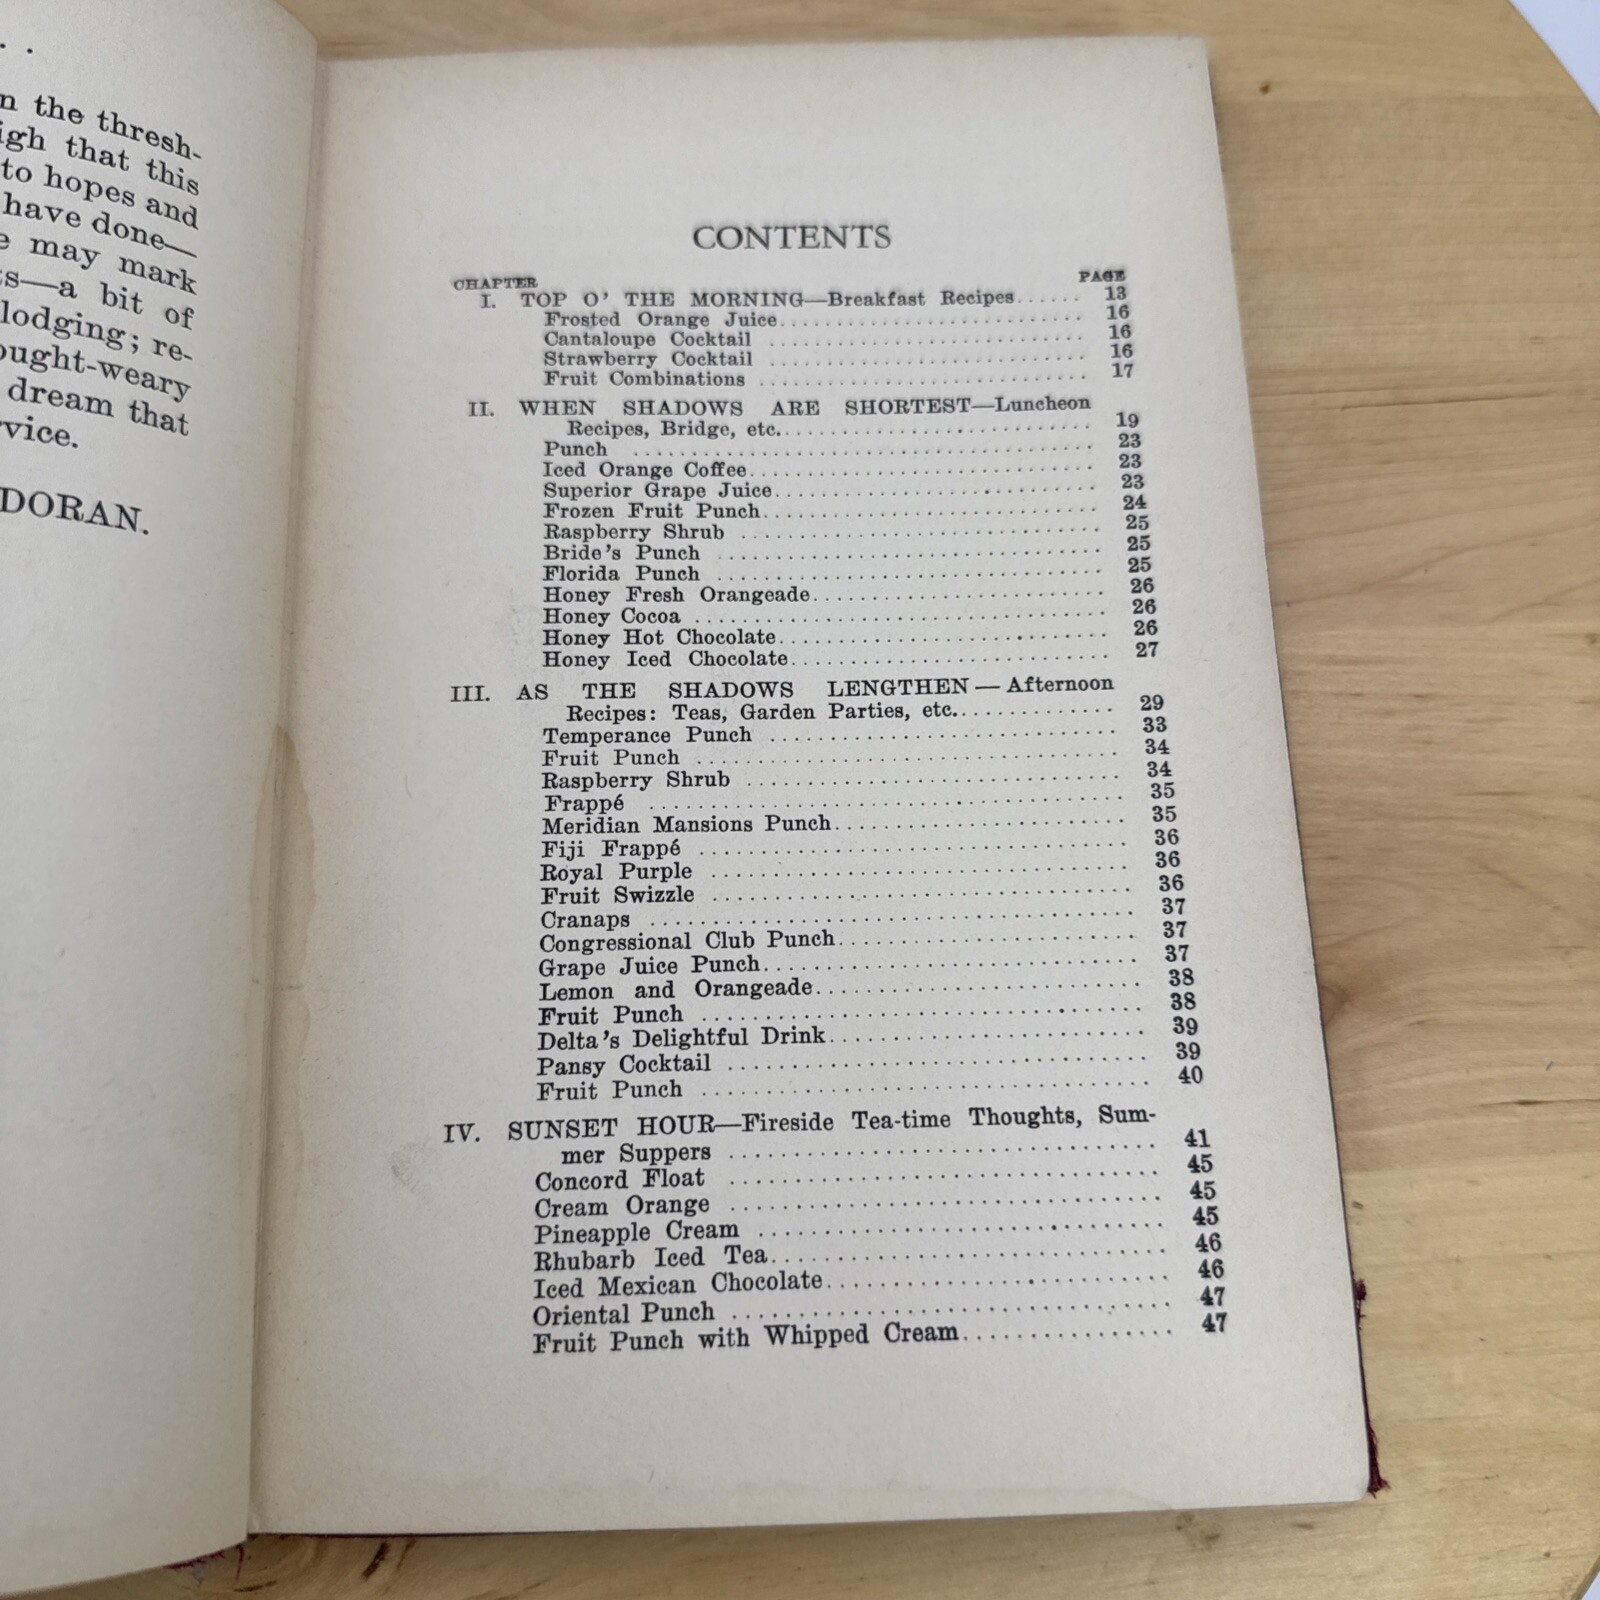 . .
n the thresh-
igh that this
to hopes and
have done—
e may mark
ts—a bit of
lodging; re-
ought-weary
dream that
rvice.
DORAN.
CONTENTS
CHAPTER PAGE
I. TOP O' THE MORNING—Breakfast Recipes...... 13
Frosted Orange Juice.......................... 16
Cantaloupe Cocktail .......................... 16
Strawberry Cocktail .......................... 16
Fruit Combinations .......................... 17
II. WHEN SHADOWS ARE SHORTEST—Luncheon
Recipes, Bridge, etc.......................... 19
Punch .......................... 23
Iced Orange Coffee.......................... 23
Superior Grape Juice.......................... 23
Frozen Fruit Punch.......................... 24
Raspberry Shrub .......................... 25
Bride's Punch .......................... 25
Florida Punch .......................... 25
Honey Fresh Orangeade.......................... 26
Honey Cocoa .......................... 26
Honey Hot Chocolate.......................... 26
Honey Iced Chocolate.......................... 27
III. AS THE SHADOWS LENGTHEN — Afternoon
Recipes: Teas, Garden Parties, etc.............. 29
Temperance Punch .......................... 33
Fruit Punch .......................... 34
Raspberry Shrub .......................... 34
Frappé .......................... 35
Meridian Mansions Punch.......................... 35
Fiji Frappé .......................... 36
Royal Purple .......................... 36
Fruit Swizzle .......................... 36
Cranaps .......................... 37
Congressional Club Punch.......................... 37
Grape Juice Punch.......................... 37
Lemon and Orangeade.......................... 38
Fruit Punch .......................... 38
Delta's Delightful Drink.......................... 39
Pansy Cocktail .......................... 39
Fruit Punch .......................... 40
IV. SUNSET HOUR—Fireside Tea-time Thoughts, Sum-
mer Suppers .......................... 41
Concord Float .......................... 45
Cream Orange .......................... 45
Pineapple Cream .......................... 45
Rhubarb Iced Tea.......................... 46
Iced Mexican Chocolate.......................... 46
Oriental Punch .......................... 47
Fruit Punch with Whipped Cream................ 47